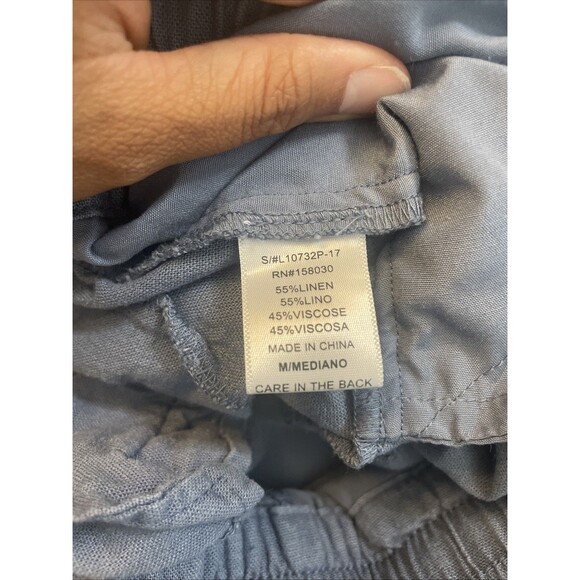 S/#L10732P-17
RN#158030
55%LINEN
55%LINO
45%VISCOSE
45%VISCOSA
MADE IN CHINA
M/MEDIANO
CARE IN THE BACK